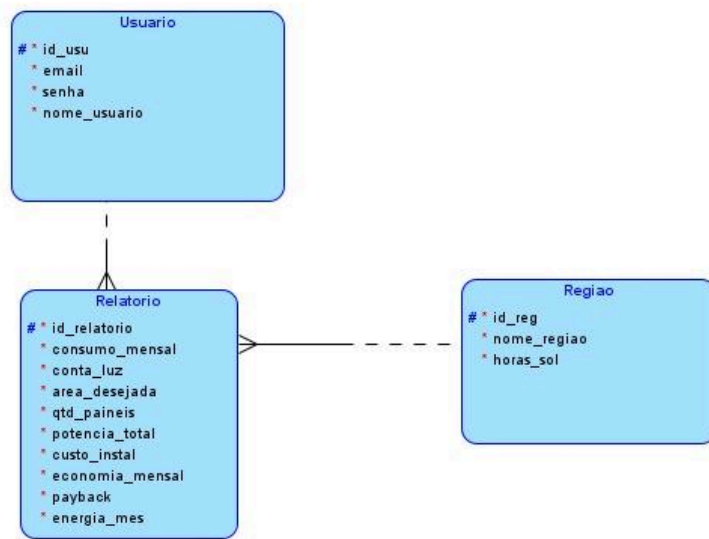 Usuario
# * id_usu
* email
* senha
* nome_usuario
Relatorio
# * id_relatorio
* consumo_mensal
* conta_luz
* area_desejada
* qtd_paineis
* potencia_total
* custo_instal
* economia_mensal
* payback
* energia_mes
Regiao
# * id_reg
* nome_regiao
* horas_sol